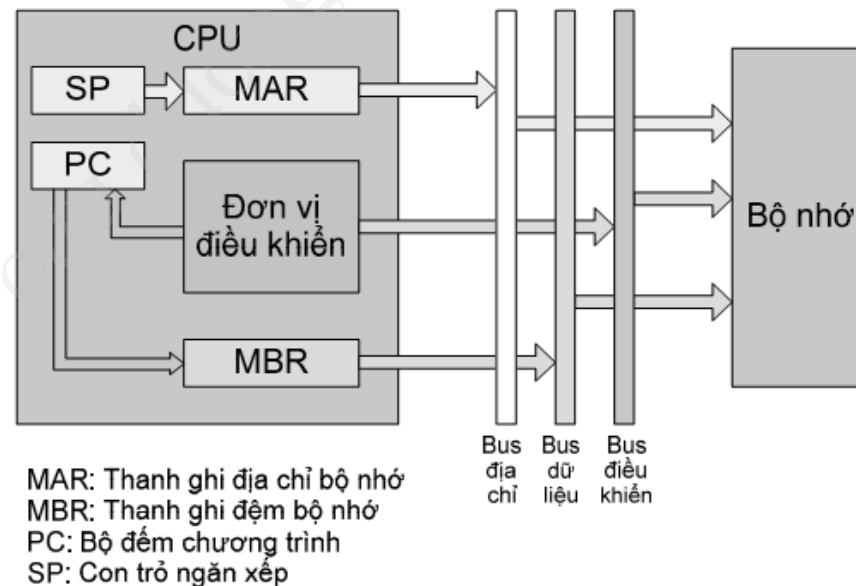 CPU
SP
MAR
PC
Đơn vị
điều khiển
MBR
Bộ nhớ
Bus
địa
chỉ
Bus
dữ
liệu
Bus
điều
khiển
MAR: Thanh ghi địa chỉ bộ nhớ
MBR: Thanh ghi đệm bộ nhớ
PC: Bộ đếm chương trình
SP: Con trỏ ngăn xếp